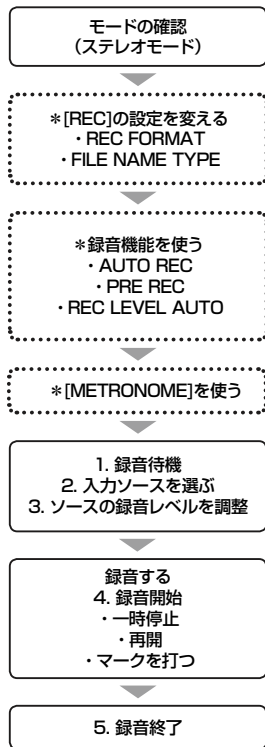 モードの確認
（ステレオモード）
＊[REC]の設定を変える
・REC FORMAT
・FILE NAME TYPE
＊録音機能を使う
・AUTO REC
・PRE REC
・REC LEVEL AUTO
＊[METRONOME]を使う
1. 録音待機
2. 入力ソースを選ぶ
3. ソースの録音レベルを調整
録音する
4. 録音開始
・一時停止
・再開
・マークを打つ
5. 録音終了